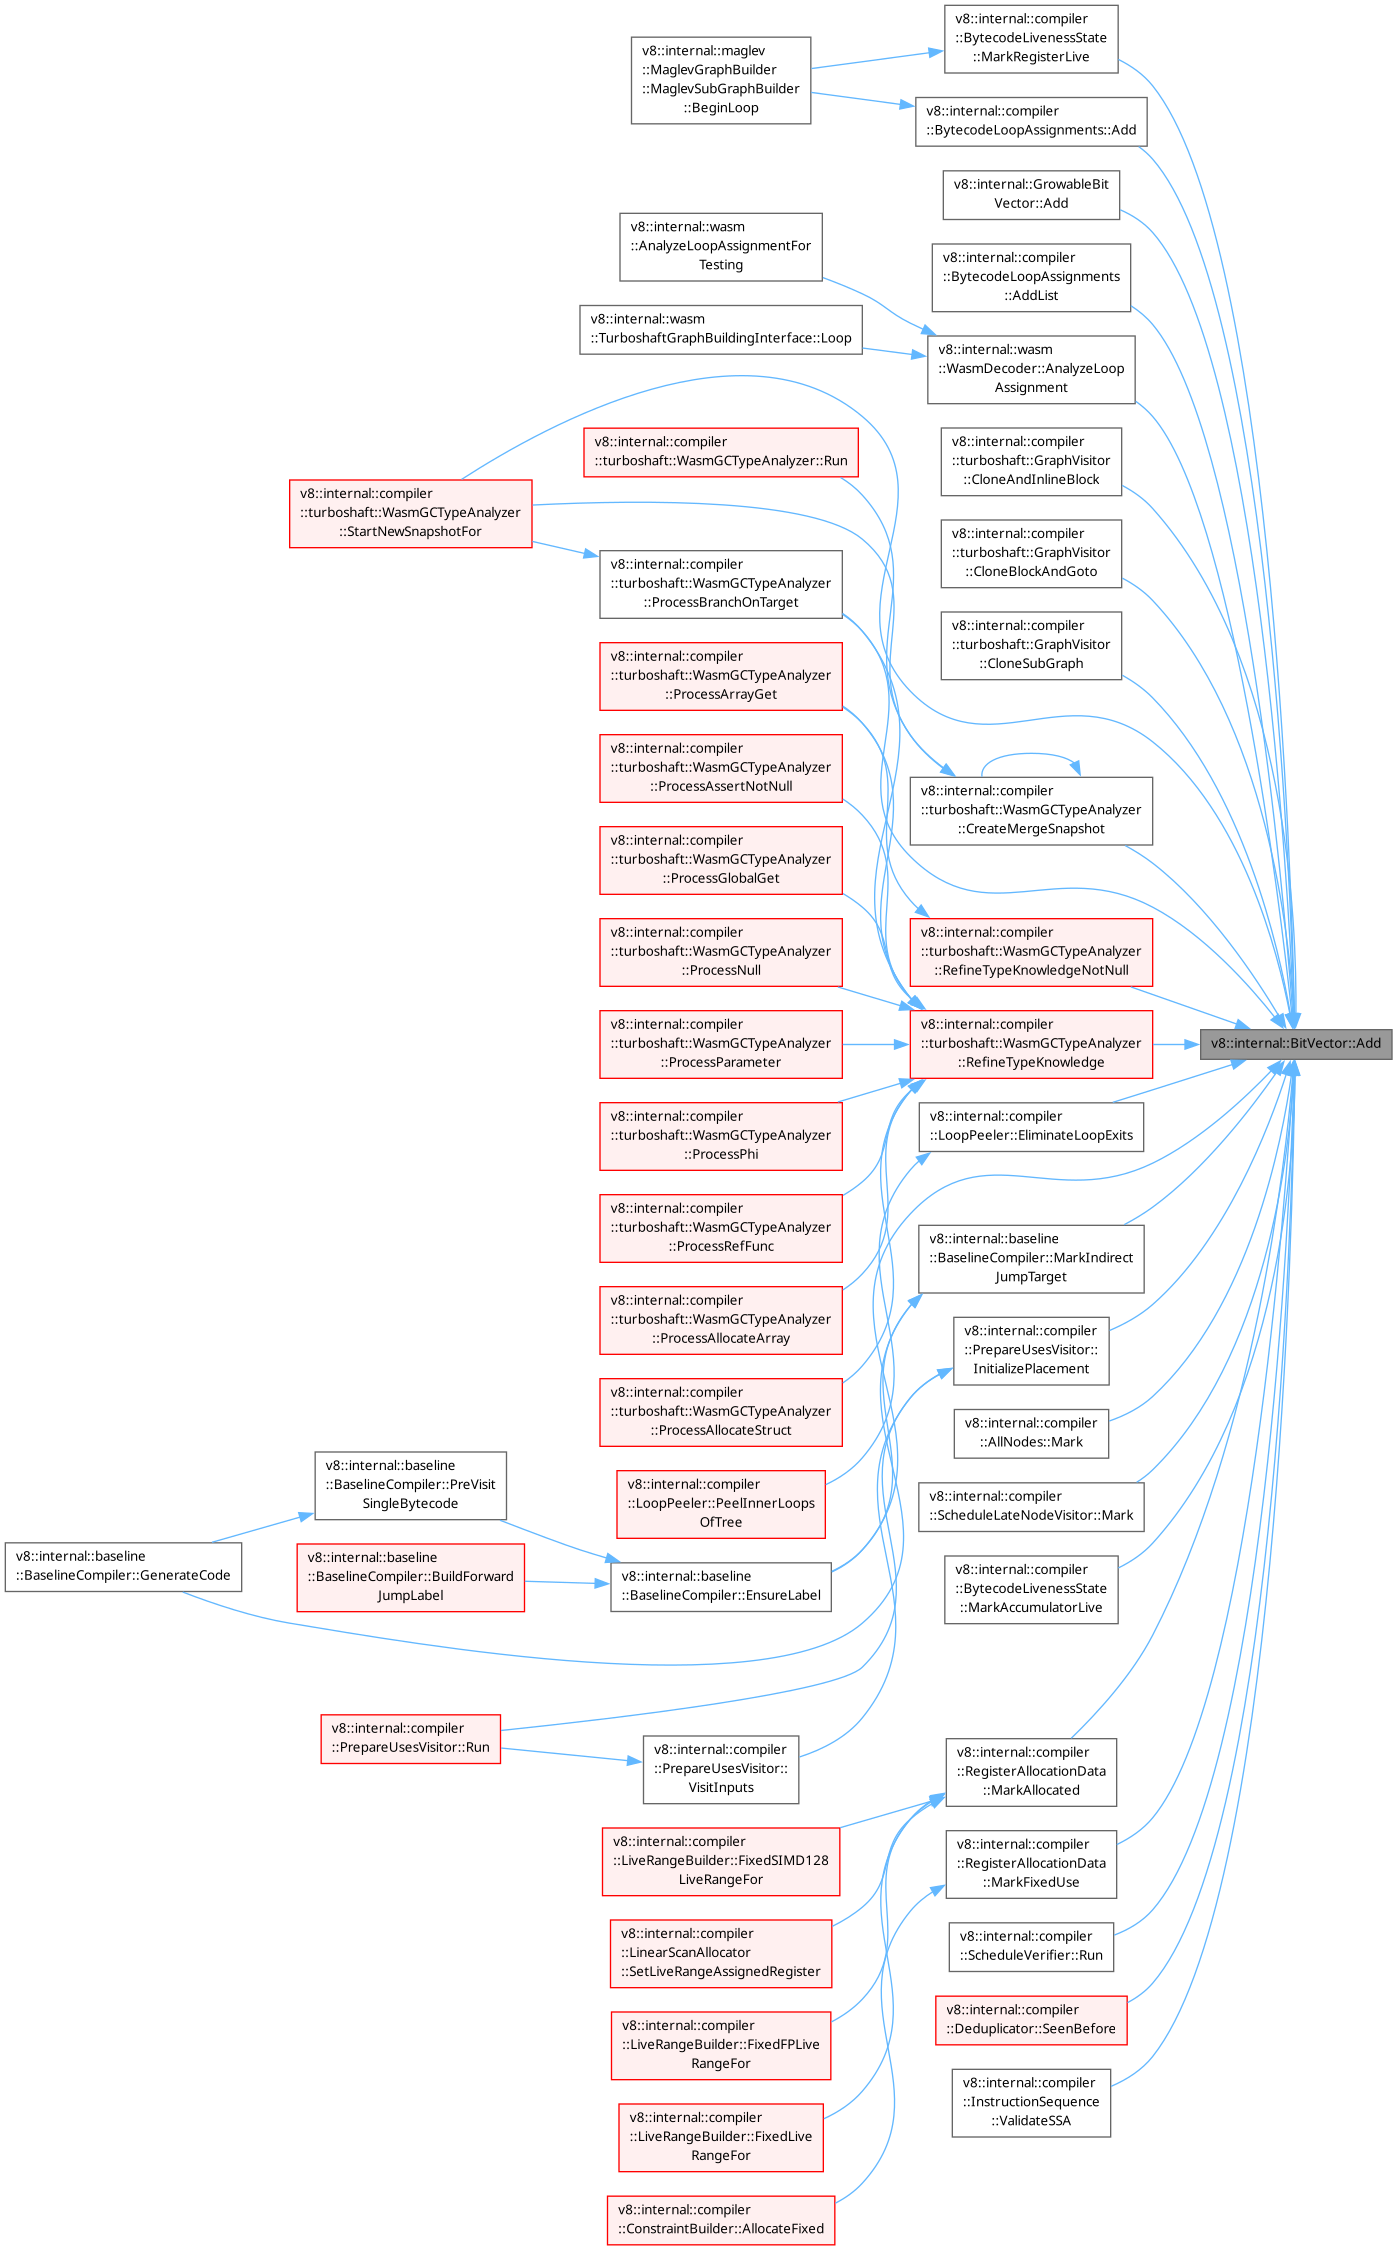 v8::internal::compiler
::BytecodeLivenessState
::MarkRegisterLive
v8::internal::maglev
::MaglevGraphBuilder
::MaglevSubGraphBuilder
::BeginLoop
v8::internal::compiler
::BytecodeLoopAssignments::Add
v8::internal::GrowableBit
Vector::Add
v8::internal::wasm
::AnalyzeLoopAssignmentFor
Testing
v8::internal::compiler
::BytecodeLoopAssignments
::AddList
v8::internal::wasm
::TurboshaftGraphBuildingInterface::Loop
v8::internal::wasm
::WasmDecoder::AnalyzeLoop
Assignment
v8::internal::compiler
::turboshaft::WasmGCTypeAnalyzer::Run
v8::internal::compiler
::turboshaft::GraphVisitor
::CloneAndInlineBlock
v8::internal::compiler
::turboshaft::WasmGCTypeAnalyzer
::StartNewSnapshotFor
v8::internal::compiler
::turboshaft::GraphVisitor
::CloneBlockAndGoto
v8::internal::compiler
::turboshaft::WasmGCTypeAnalyzer
::ProcessBranchOnTarget
v8::internal::compiler
::turboshaft::GraphVisitor
::CloneSubGraph
v8::internal::compiler
::turboshaft::WasmGCTypeAnalyzer
::ProcessArrayGet
v8::internal::compiler
::turboshaft::WasmGCTypeAnalyzer
::ProcessAssertNotNull
v8::internal::compiler
::turboshaft::WasmGCTypeAnalyzer
::CreateMergeSnapshot
v8::internal::compiler
::turboshaft::WasmGCTypeAnalyzer
::ProcessGlobalGet
v8::internal::compiler
::turboshaft::WasmGCTypeAnalyzer
::ProcessNull
v8::internal::compiler
::turboshaft::WasmGCTypeAnalyzer
::RefineTypeKnowledgeNotNull
v8::internal::compiler
::turboshaft::WasmGCTypeAnalyzer
::ProcessParameter
v8::internal::compiler
::turboshaft::WasmGCTypeAnalyzer
::RefineTypeKnowledge
v8::internal::BitVector::Add
v8::internal::compiler
::turboshaft::WasmGCTypeAnalyzer
::ProcessPhi
v8::internal::compiler
::LoopPeeler::EliminateLoopExits
v8::internal::compiler
::turboshaft::WasmGCTypeAnalyzer
::ProcessRefFunc
v8::internal::baseline
::BaselineCompiler::MarkIndirect
JumpTarget
v8::internal::compiler
::turboshaft::WasmGCTypeAnalyzer
::ProcessAllocateArray
v8::internal::compiler
::PrepareUsesVisitor::
InitializePlacement
v8::internal::compiler
::turboshaft::WasmGCTypeAnalyzer
::ProcessAllocateStruct
v8::internal::compiler
::AllNodes::Mark
v8::internal::baseline
::BaselineCompiler::PreVisit
SingleBytecode
v8::internal::compiler
::LoopPeeler::PeelInnerLoops
OfTree
v8::internal::compiler
::ScheduleLateNodeVisitor::Mark
v8::internal::baseline
::BaselineCompiler::GenerateCode
v8::internal::baseline
::BaselineCompiler::BuildForward
JumpLabel
v8::internal::baseline
::BaselineCompiler::EnsureLabel
v8::internal::compiler
::BytecodeLivenessState
::MarkAccumulatorLive
v8::internal::compiler
::PrepareUsesVisitor::Run
v8::internal::compiler
::PrepareUsesVisitor::
VisitInputs
v8::internal::compiler
::RegisterAllocationData
::MarkAllocated
v8::internal::compiler
::LiveRangeBuilder::FixedSIMD128
LiveRangeFor
v8::internal::compiler
::RegisterAllocationData
::MarkFixedUse
v8::internal::compiler
::LinearScanAllocator
::SetLiveRangeAssignedRegister
v8::internal::compiler
::ScheduleVerifier::Run
v8::internal::compiler
::LiveRangeBuilder::FixedFPLive
RangeFor
v8::internal::compiler
::Deduplicator::SeenBefore
v8::internal::compiler
::LiveRangeBuilder::FixedLive
RangeFor
v8::internal::compiler
::InstructionSequence
::ValidateSSA
v8::internal::compiler
::ConstraintBuilder::AllocateFixed